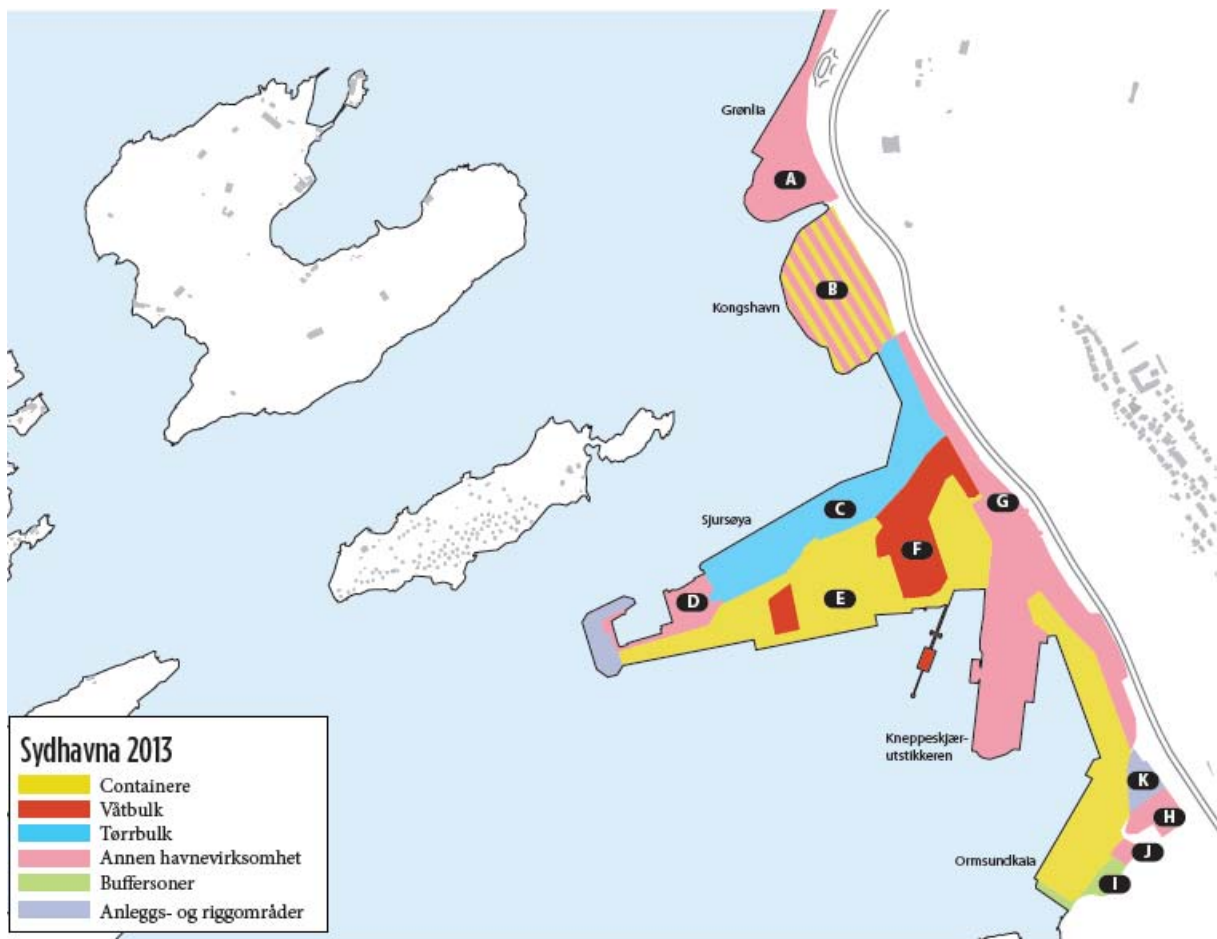 Grønlia
A
B
Kongshavn
C
G
Sjursøya
F
D
E
Kneppeskjær-
utstikkeren
K
H
J
Ormsundkaia
I
Sydhavna 2013
Containere
Våtbulk
Tørrbulk
Annen havnevirksomhet
Buffersoner
Anleggs- og riggområder